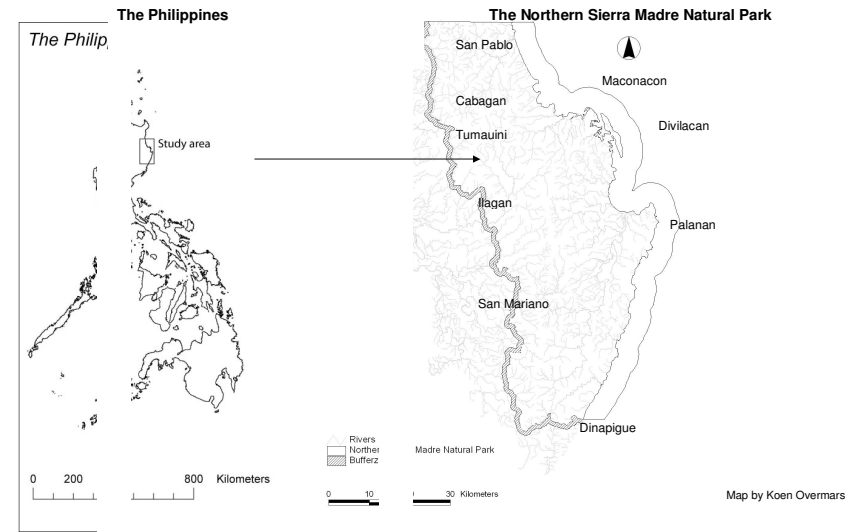 The Philippines
The Philip
Study area
0 200 800 Kilometers
The Northern Sierra Madre Natural Park
San Pablo
Maconacon
Cabagan
Divilacan
Tumauini
Ilagan
Palanan
San Mariano
Dinapigue
Rivers
Norther Madre Natural Park
Bufferz
0 10 30 Kilometers
Map by Koen Overmars